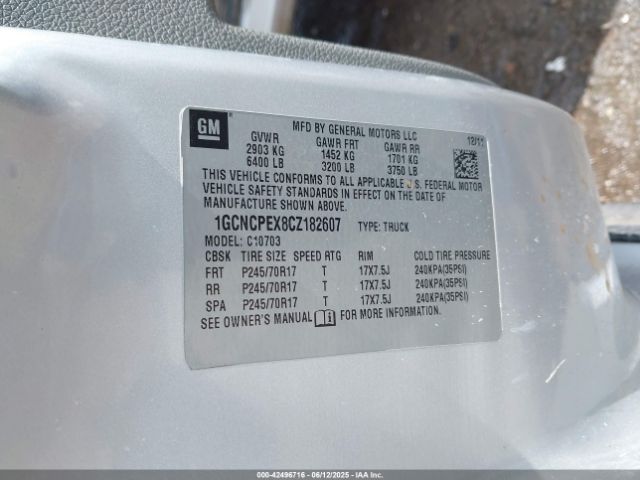 GM
MFD BY GENERAL MOTORS LLC
12/11
GVWR GAWR FRT GAWR RR
2903 KG 1452 KG 1701 KG
6400 LB 3200 LB 3750 LB
THIS VEHICLE CONFORMS TO ALL APPLICABLE U.S. FEDERAL MOTOR
VEHICLE SAFETY STANDARDS IN EFFECT ON THE DATE OF
MANUFACTURE SHOWN ABOVE.
1GCNCPEX8CZ182607 TYPE: TRUCK
MODEL: C10703
CBSK TIRE SIZE SPEED RTG RIM COLD TIRE PRESSURE
FRT P245/70R17 T 17X7.5J 240KPA(35PSI)
RR P245/70R17 T 17X7.5J 240KPA(35PSI)
SPA P245/70R17 T 17X7.5J 240KPA(35PSI)
SEE OWNER'S MANUAL FOR MORE INFORMATION.
000-42496716 - 06/12/2025 - IAAI.COM